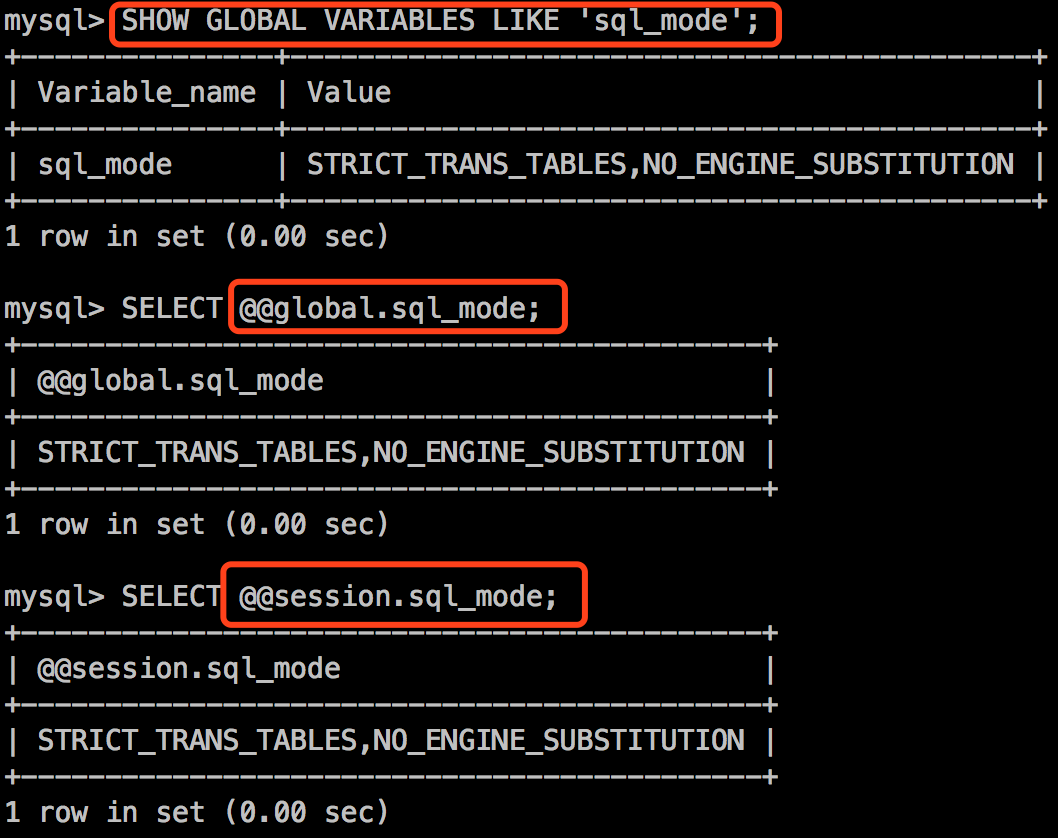 mysql> SHOW GLOBAL VARIABLES LIKE 'sql_mode';
+---------------+--------------------------------------------+
| Variable_name | Value                                      |
+---------------+--------------------------------------------+
| sql_mode      | STRICT_TRANS_TABLES,NO_ENGINE_SUBSTITUTION |
+---------------+--------------------------------------------+
1 row in set (0.00 sec)

mysql> SELECT @@global.sql_mode;
+--------------------------------------------+
| @@global.sql_mode                          |
+--------------------------------------------+
| STRICT_TRANS_TABLES,NO_ENGINE_SUBSTITUTION |
+--------------------------------------------+
1 row in set (0.00 sec)

mysql> SELECT @@session.sql_mode;
+--------------------------------------------+
| @@session.sql_mode                         |
+--------------------------------------------+
| STRICT_TRANS_TABLES,NO_ENGINE_SUBSTITUTION |
+--------------------------------------------+
1 row in set (0.00 sec)